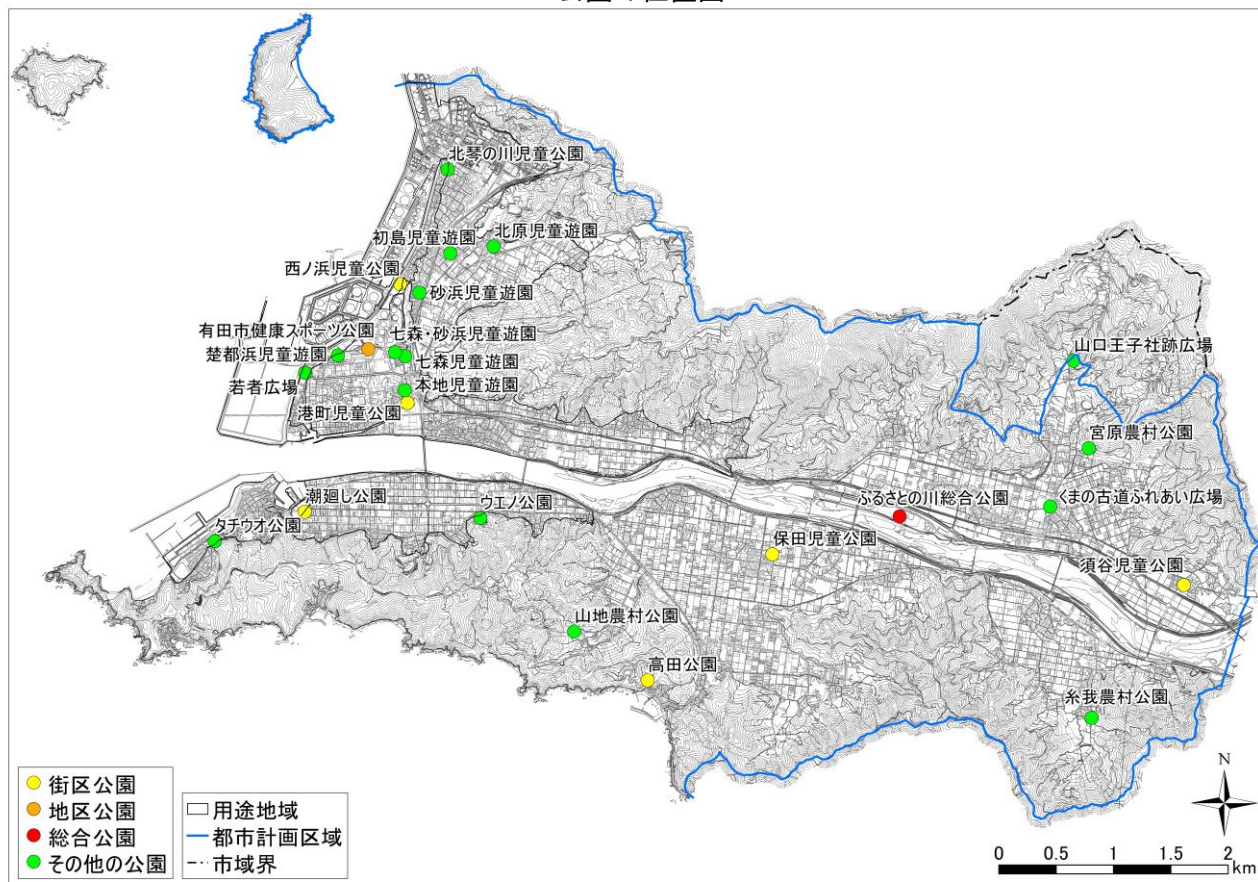 北琴の川児童公園
初島児童遊園
北原児童遊園
西ノ浜児童公園
砂浜児童遊園
有田市健康スポーツ公園
七森・砂浜児童遊園
楚都浜児童遊園
七森児童遊園
山口王子社跡広場
若者広場
本地児童遊園
港町児童公園
宮原農村公園
潮廻し公園
ウエノ公園
ふるさとの川総合公園
くまの古道ふれあい広場
タチウオ公園
保田児童公園
須谷児童公園
山地農村公園
高田公園
糸我農村公園
街区公園
地区公園
総合公園
その他の公園
用途地域
都市計画区域
市域界
N
0 0.5 1 1.5 2
km